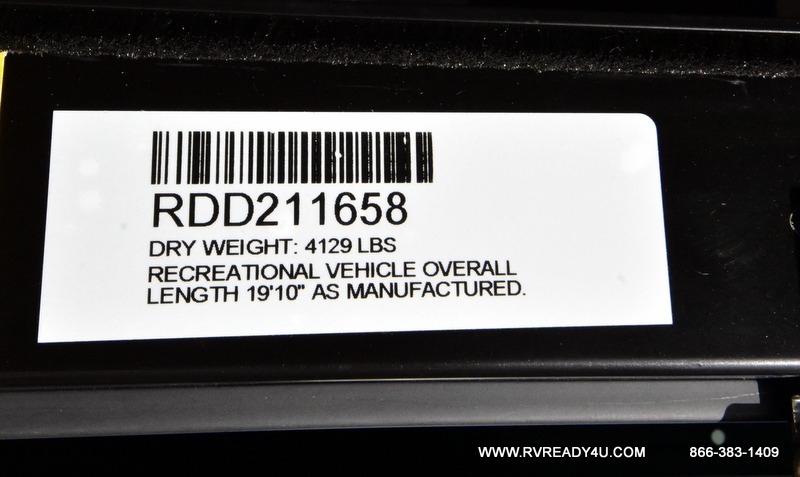 RDD211658
DRY WEIGHT: 4129 LBS
RECREATIONAL VEHICLE OVERALL
LENGTH 19'10" AS MANUFACTURED.
WWW.RVREADY4U.COM 866-383-1409